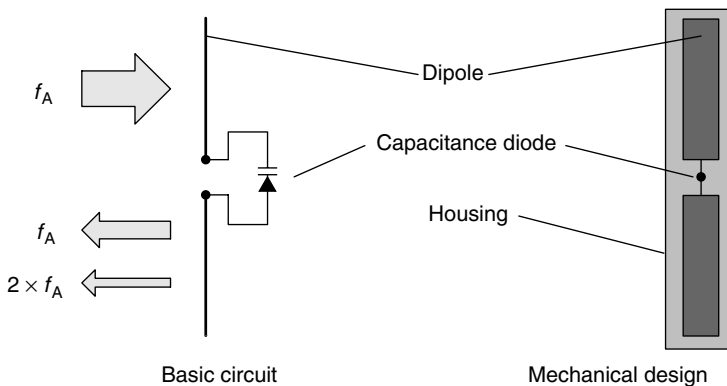 f_A
Dipole
Capacitance diode
f_A
Housing
2 × f_A
Basic circuit
Mechanical design